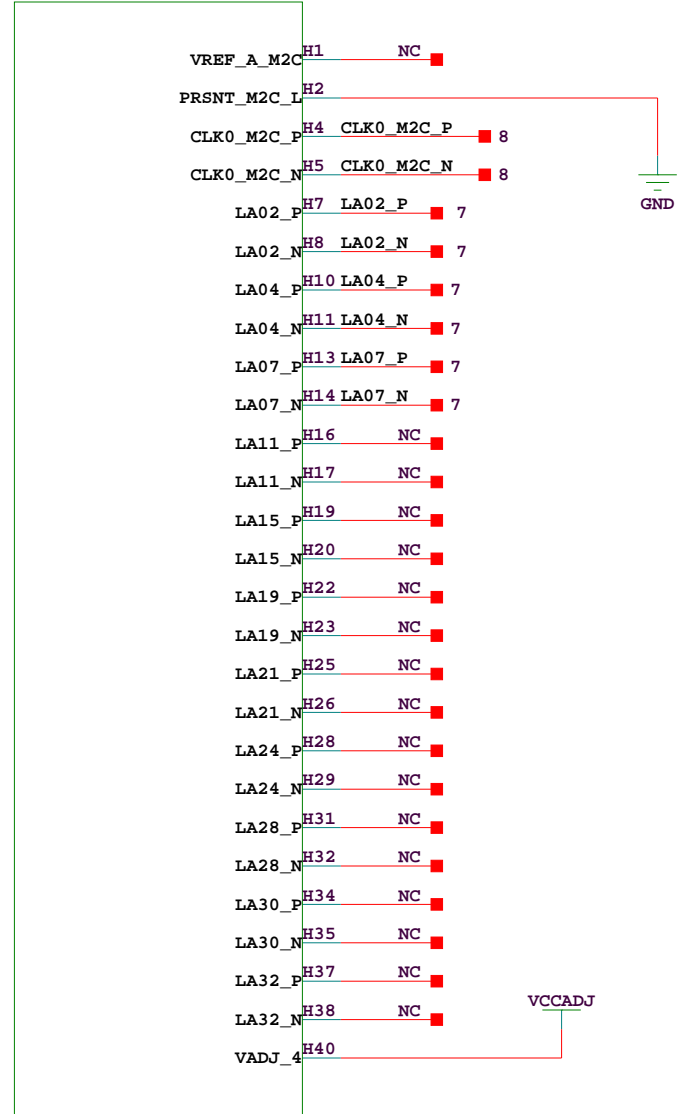 VREF_A_M2C H1 NC
PRSNT_M2C_L H2
CLK0_M2C_P H4 CLK0_M2C_P 8
CLK0_M2C_N H5 CLK0_M2C_N 8
GND
LA02_P H7 LA02_P 7
LA02_N H8 LA02_N 7
LA04_P H10 LA04_P 7
LA04_N H11 LA04_N 7
LA07_P H13 LA07_P 7
LA07_N H14 LA07_N 7
LA11_P H16 NC
LA11_N H17 NC
LA15_P H19 NC
LA15_N H20 NC
LA19_P H22 NC
LA19_N H23 NC
LA21_P H25 NC
LA21_N H26 NC
LA24_P H28 NC
LA24_N H29 NC
LA28_P H31 NC
LA28_N H32 NC
LA30_P H34 NC
LA30_N H35 NC
LA32_P H37 NC
VCCADJ
LA32_N H38 NC
VADJ_4 H40